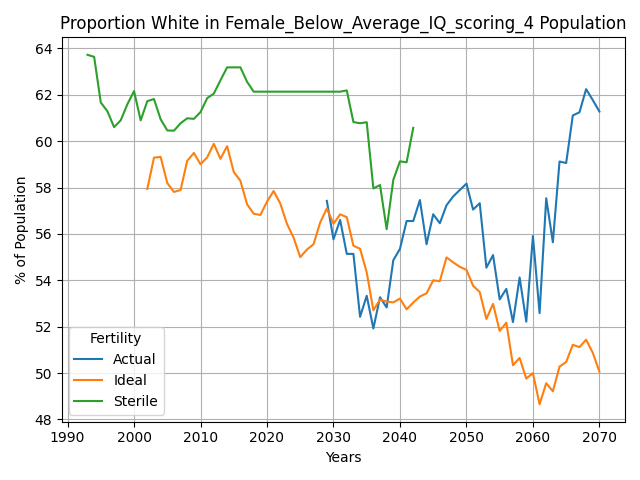 Proportion White in Female_Below_Average_IQ_scoring_4 Population
% of Population
64
62
60
58
56
54
52
50
48
Fertility
Actual
Ideal
Sterile
1990 2000 2010 2020 2030 2040 2050 2060 2070
Years